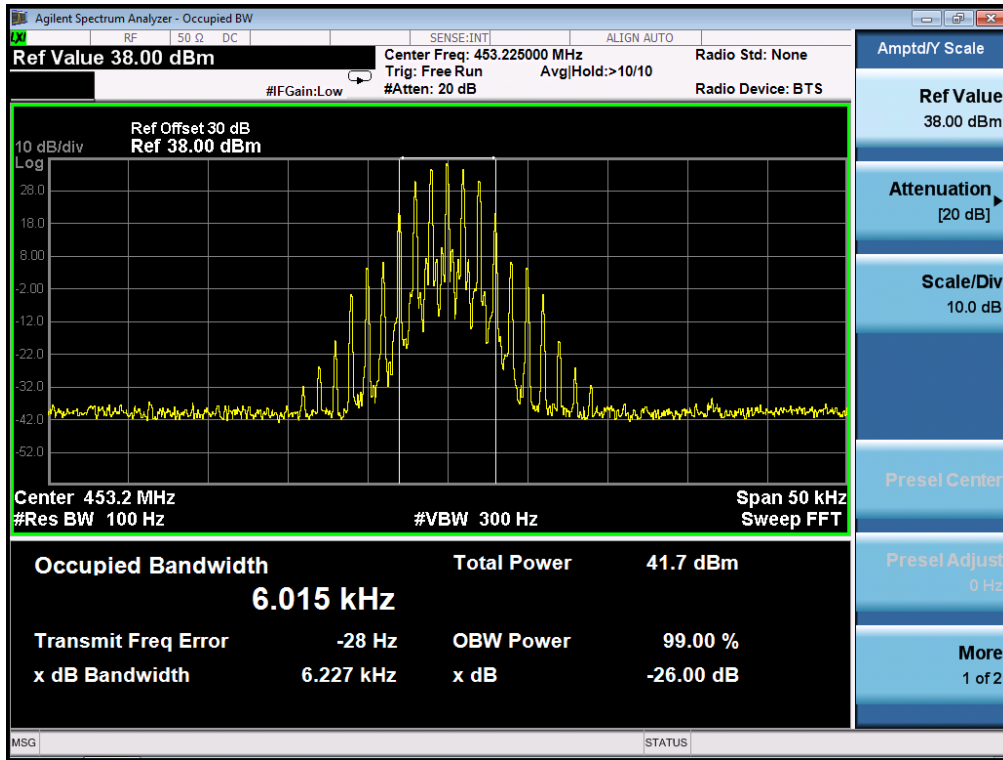 Agilent Spectrum Analyzer - Occupied BW
LXI RF 50 Ω DC SENSE:INT ALIGN AUTO
Ref Value 38.00 dBm
Center Freq: 453.225000 MHz Radio Std: None
Trig: Free Run Avg|Hold:>10/10
#IFGain:Low #Atten: 20 dB Radio Device: BTS
Ref Offset 30 dB
10 dB/div Ref 38.00 dBm
Log
28.0
18.0
8.00
-2.00
-12.0
-22.0
-32.0
-42.0
-52.0
Center 453.2 MHz Span 50 kHz
#Res BW 100 Hz #VBW 300 Hz Sweep FFT
Occupied Bandwidth Total Power 41.7 dBm
6.015 kHz
Transmit Freq Error -28 Hz OBW Power 99.00 %
x dB Bandwidth 6.227 kHz x dB -26.00 dB
MSG STATUS
Amptd/Y Scale
Ref Value
38.00 dBm
Attenuation
[20 dB]
Scale/Div
10.0 dB
Presel Center
Presel Adjust
0 Hz
More
1 of 2